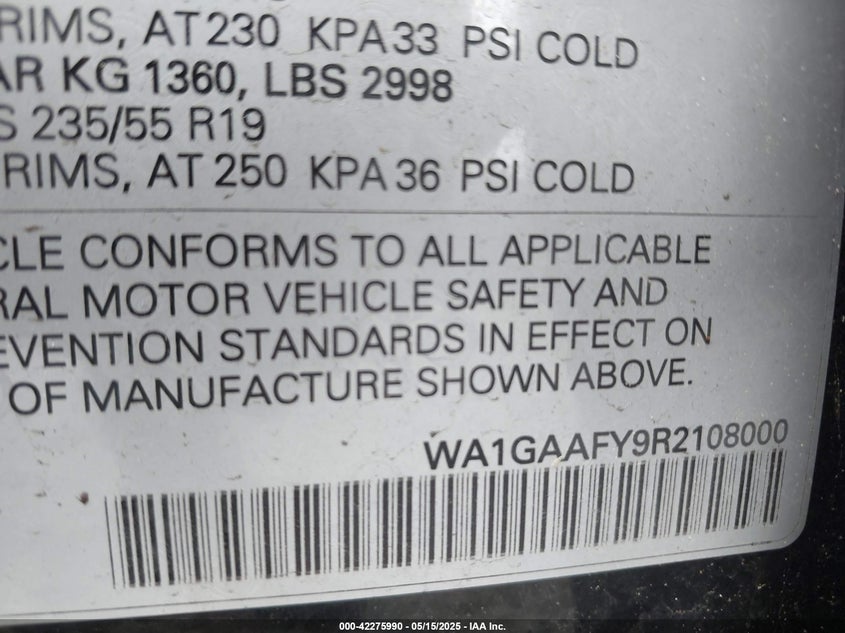 RIMS, AT 230 KPA 33 PSI COLD
AR KG 1360, LBS 2998
S 235/55 R19
RIMS, AT 250 KPA 36 PSI COLD
CLE CONFORMS TO ALL APPLICABLE
RAL MOTOR VEHICLE SAFETY AND
EVENTION STANDARDS IN EFFECT ON
OF MANUFACTURE SHOWN ABOVE.
WA1GAAFY9R2108000
000-42275990 - 05/15/2025 - IAA Inc.